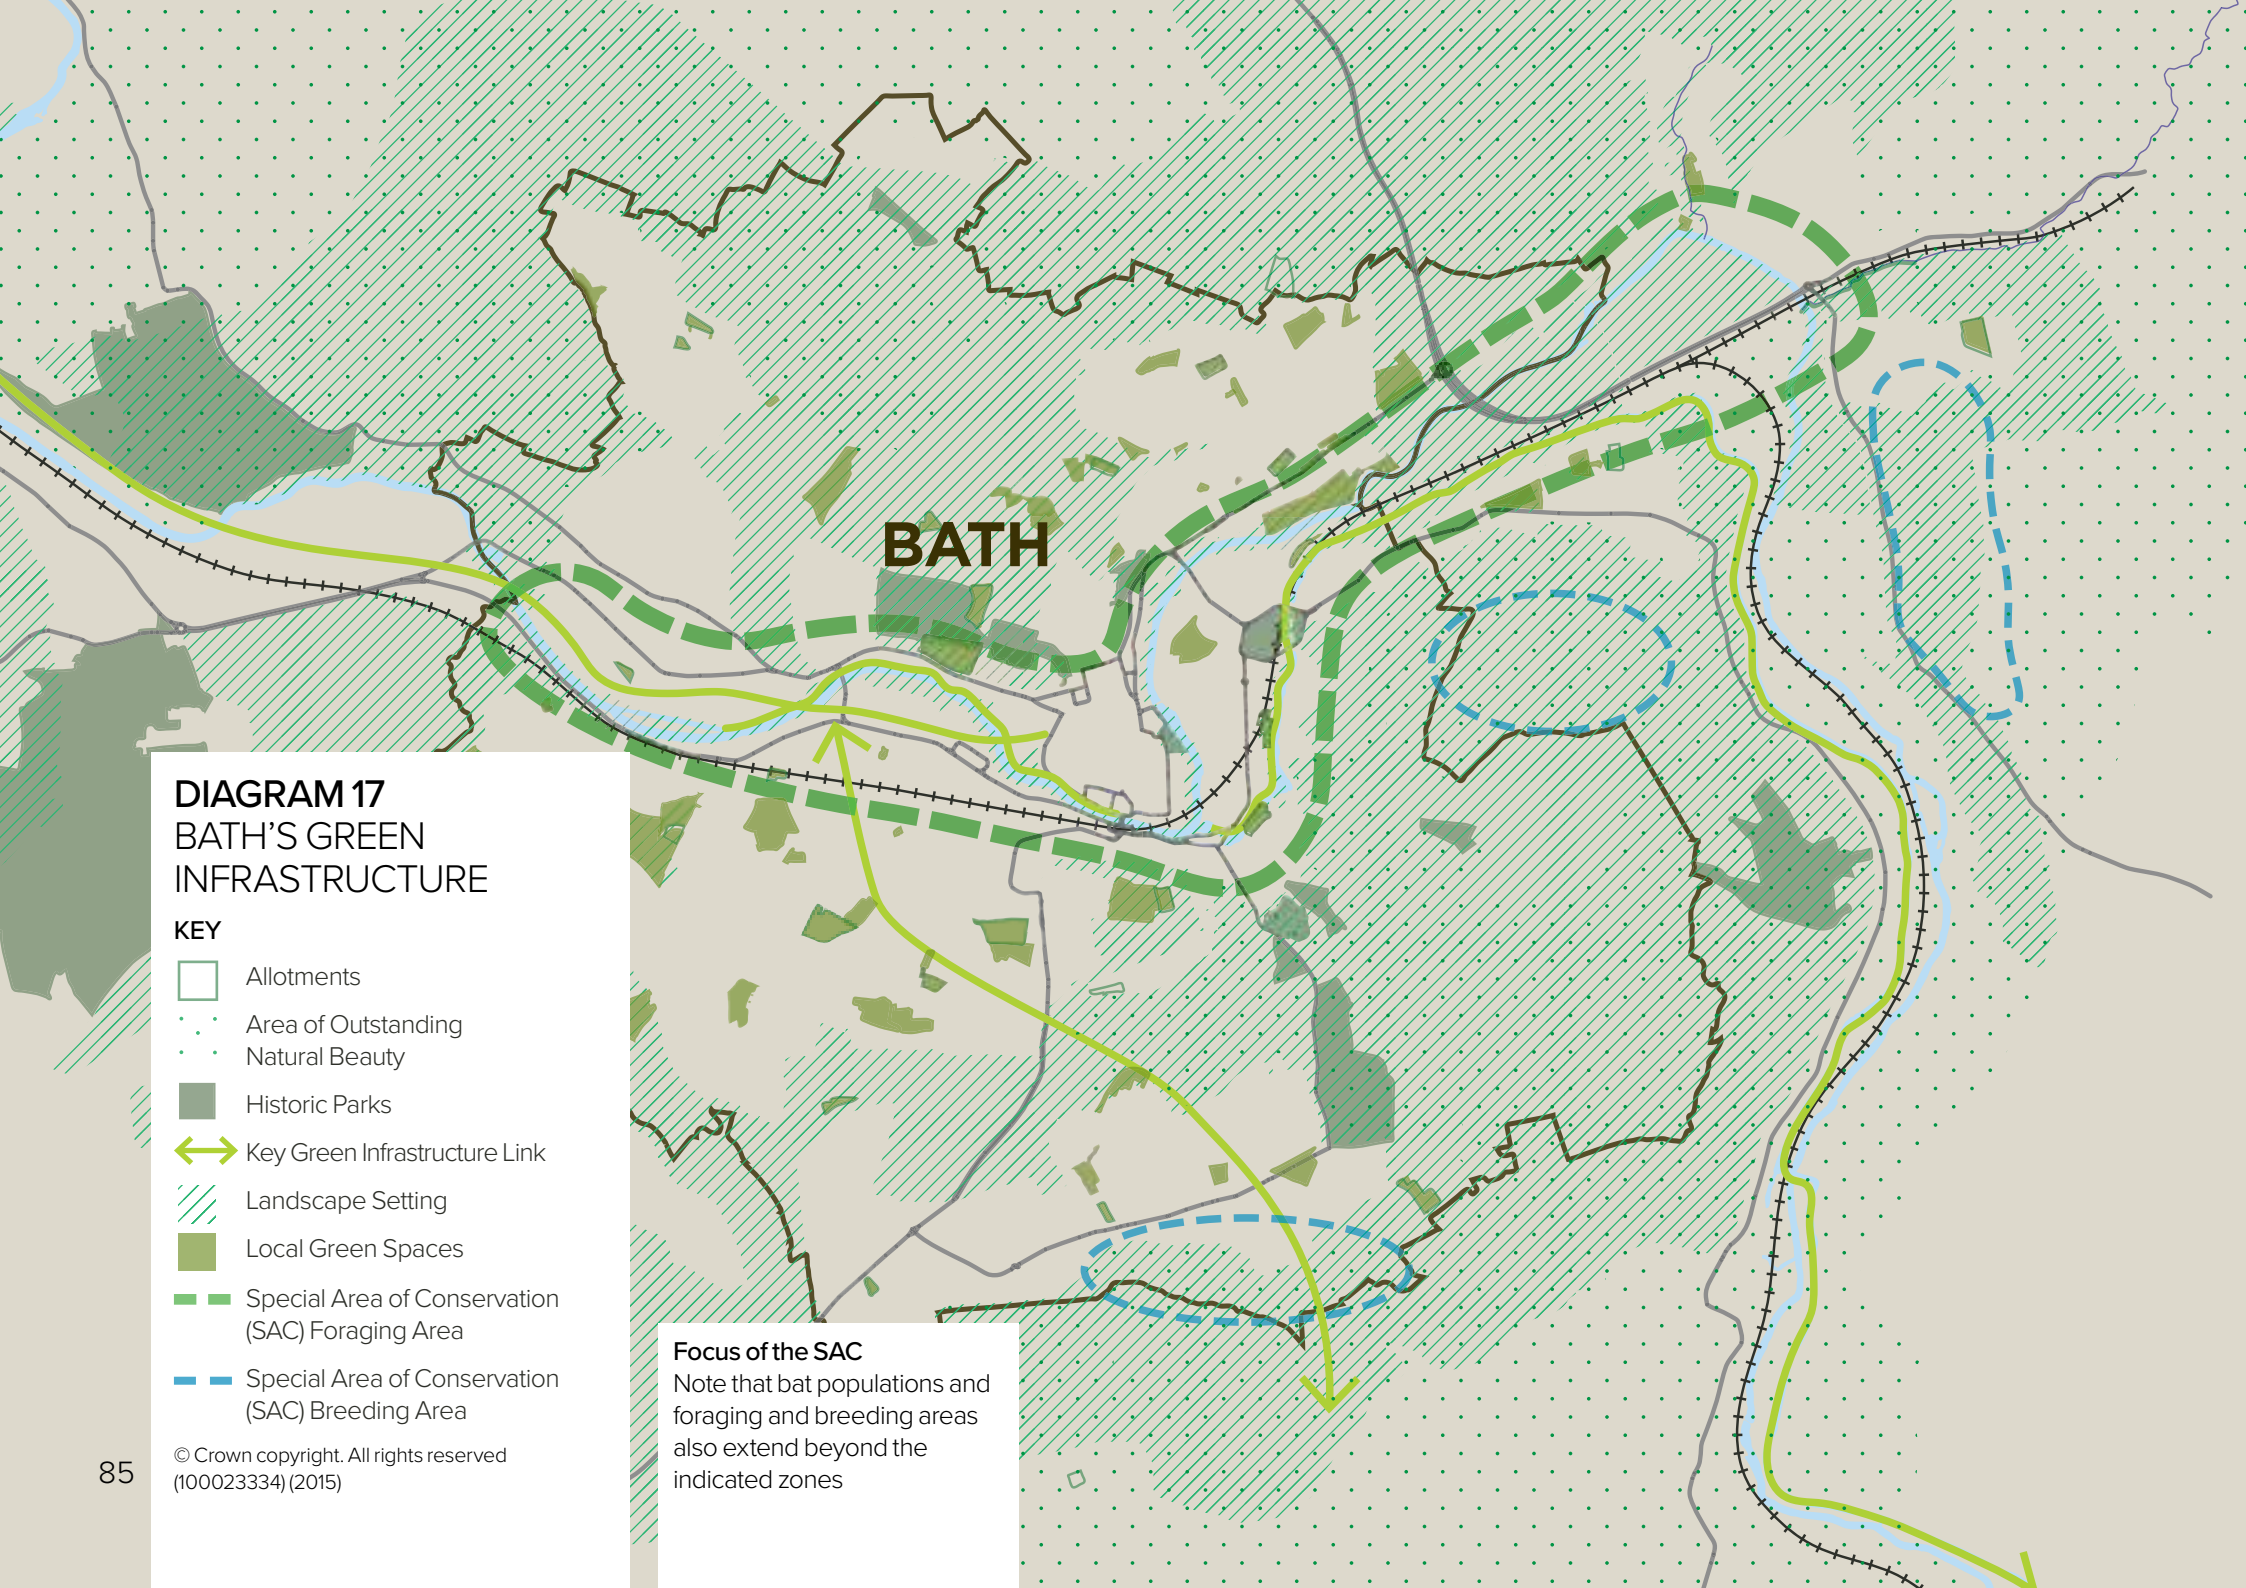 BATH
DIAGRAM 17
BATH’S GREEN
INFRASTRUCTURE
KEY
Allotments
Area of Outstanding
Natural Beauty
Historic Parks
Key Green Infrastructure Link
Landscape Setting
Local Green Spaces
Special Area of Conservation
(SAC) Foraging Area
Special Area of Conservation
(SAC) Breeding Area
© Crown copyright. All rights reserved
(100023334) (2015)
Focus of the SAC
Note that bat populations and
foraging and breeding areas
also extend beyond the
indicated zones
85